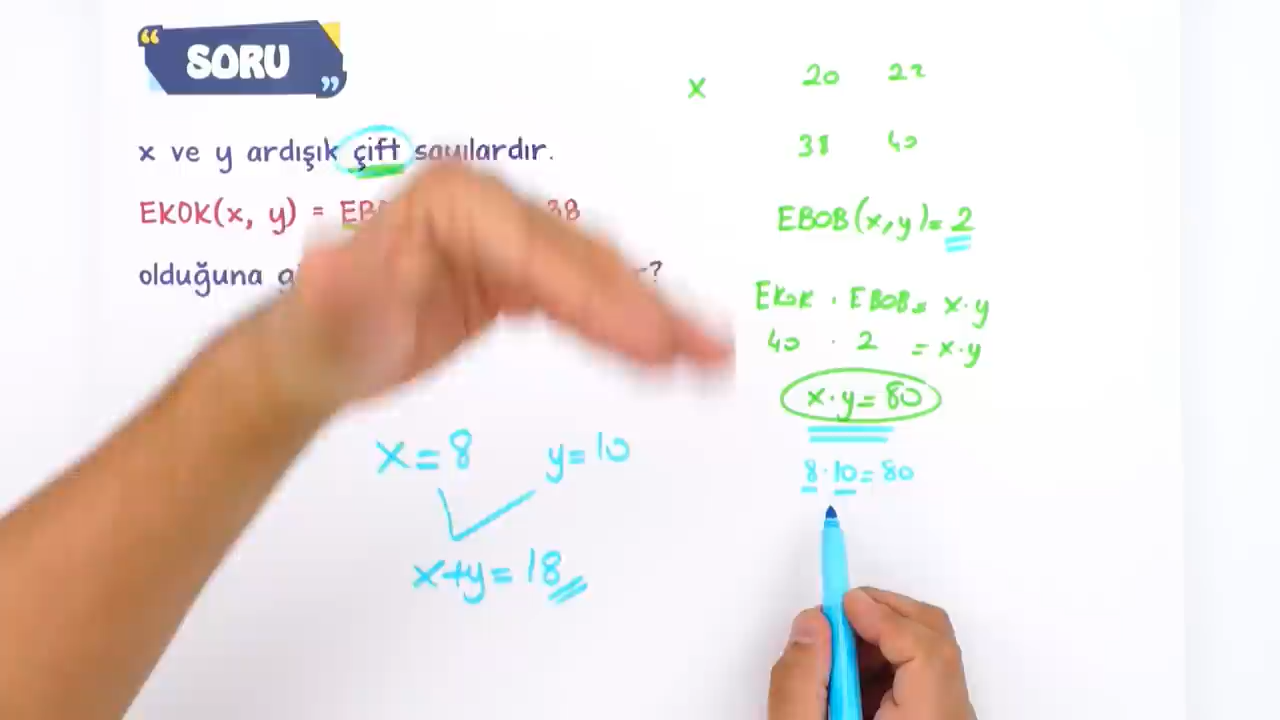 SORU
x ve y ardışık çift sayılardır.
EKOK(x, y) = EB 38
olduğuna
x 20 22
38 40
EBOB(x,y)=2
EKOK . EBOB= x.y
40 . 2 = x.y
x.y=80
8.10=80
x=8 y=10
x+y=18